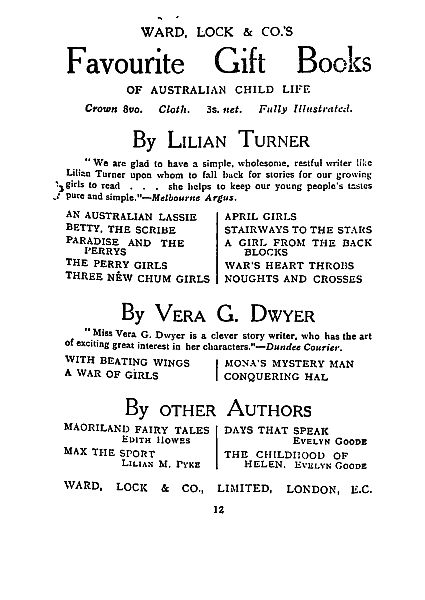 WARD, LOCK & CO.'S
Favourite Gift Books
OF AUSTRALIAN CHILD LIFE
Crown 8vo. Cloth. 3s. net. Fully Illustrated.
By LILIAN TURNER
"We are glad to have a simple, wholesome, restful writer like
Lilian Turner upon whom to fall back for stories for our growing
girls to read . . . she helps to keep our young people's tastes
pure and simple."—Melbourne Argus.
AN AUSTRALIAN LASSIE
BETTY, THE SCRIBE
PARADISE AND THE
PERRYS
THE PERRY GIRLS
THREE NEW CHUM GIRLS
APRIL GIRLS
STAIRWAYS TO THE STARS
A GIRL FROM THE BACK
BLOCKS
WAR'S HEART THROBS
NOUGHTS AND CROSSES
By VERA G. DWYER
"Miss Vera G. Dwyer is a clever story writer, who has the art
of exciting great interest in her characters."—Dundee Courier.
WITH BEATING WINGS
A WAR OF GIRLS
MONA'S MYSTERY MAN
CONQUERING HAL
By OTHER AUTHORS
MAORILAND FAIRY TALES
EDITH HOWES
MAX THE SPORT
LILIAN M. PYKE
DAYS THAT SPEAK
EVELYN GOODE
THE CHILDHOOD OF
HELEN. EVELYN GOODE
WARD, LOCK & CO., LIMITED, LONDON, E.C.
12